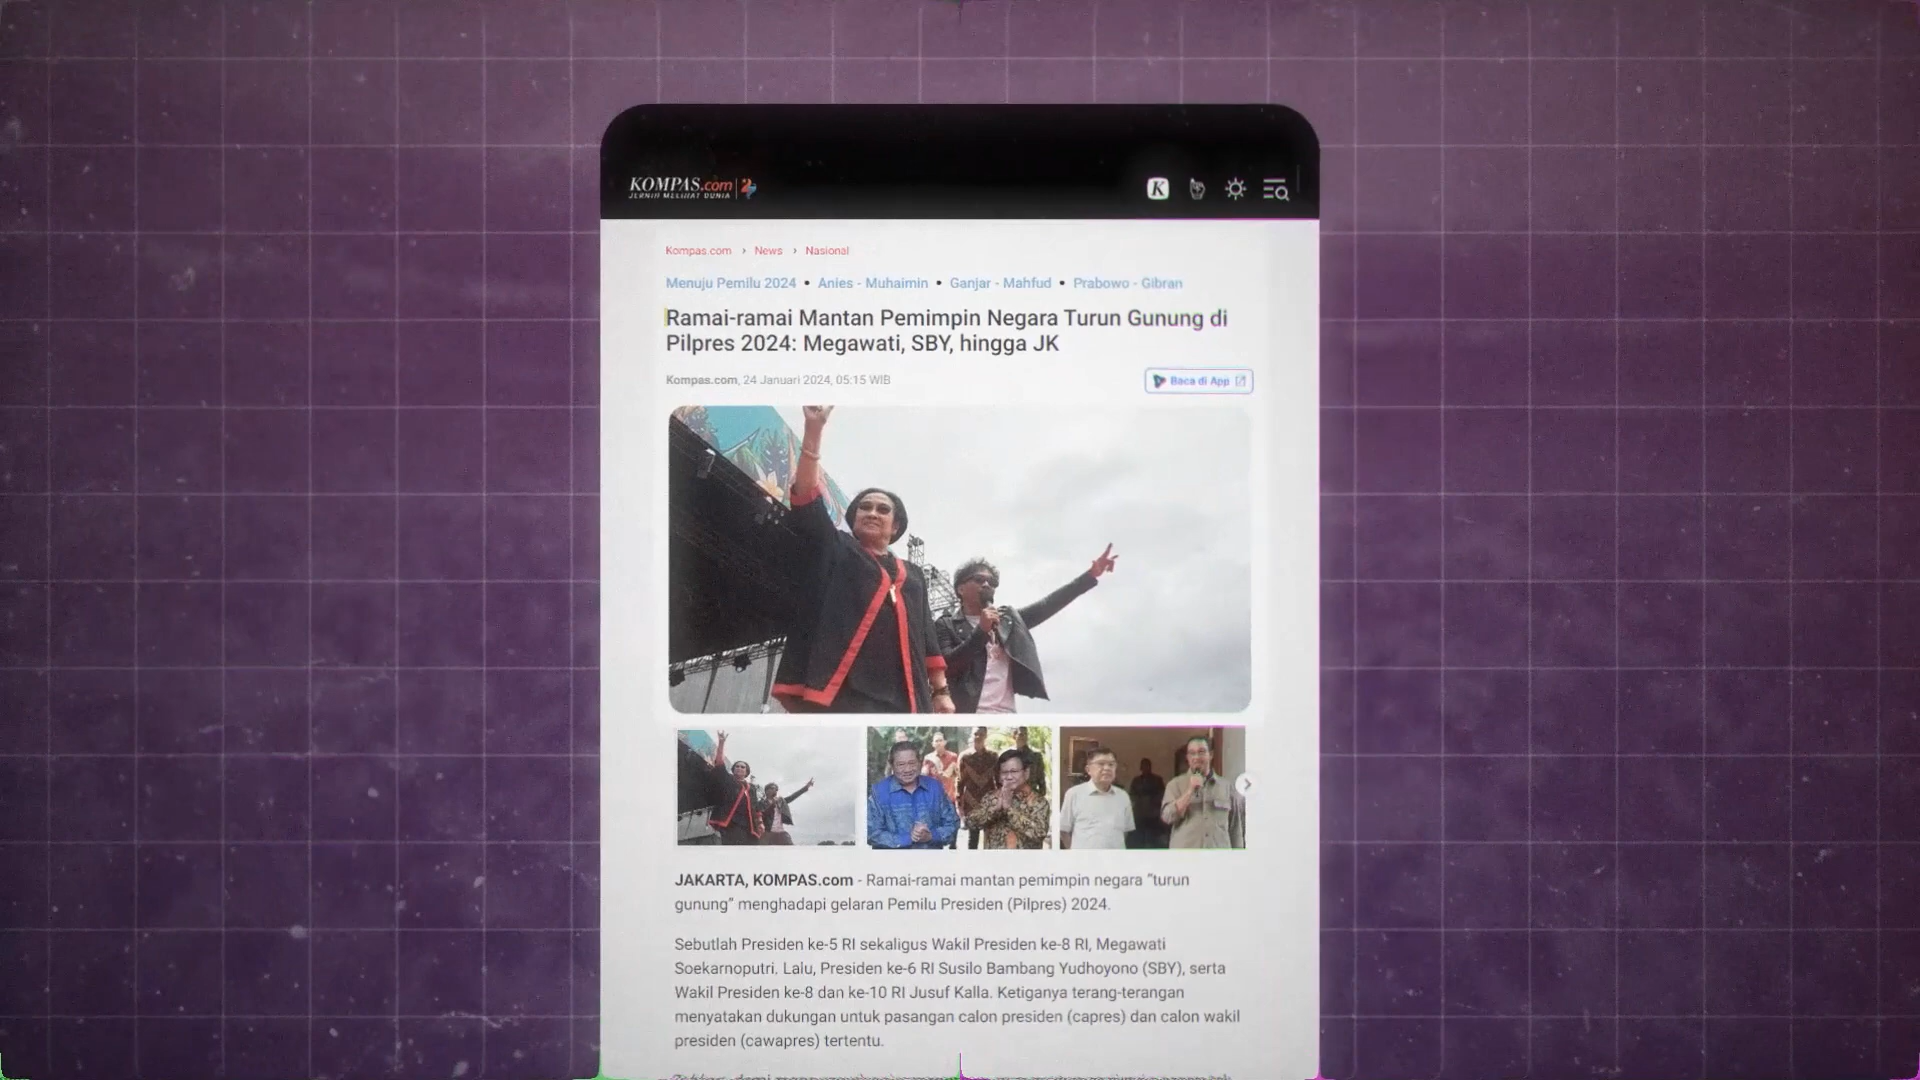 KOMPAS.com
JERNIH MELIHAT DUNIA
K
Kompas.com › News › Nasional
Menuju Pemilu 2024 • Anies - Muhaimin • Ganjar - Mahfud • Prabowo - Gibran
Ramai-ramai Mantan Pemimpin Negara Turun Gunung di
Pilpres 2024: Megawati, SBY, hingga JK
Kompas.com, 24 Januari 2024, 05:15 WIB
Baca di App
JAKARTA, KOMPAS.com - Ramai-ramai mantan pemimpin negara “turun
gunung” menghadapi gelaran Pemilu Presiden (Pilpres) 2024.
Sebutlah Presiden ke-5 RI sekaligus Wakil Presiden ke-8 RI, Megawati
Soekarnoputri. Lalu, Presiden ke-6 RI Susilo Bambang Yudhoyono (SBY), serta
Wakil Presiden ke-8 dan ke-10 RI Jusuf Kalla. Ketiganya terang-terangan
menyatakan dukungan untuk pasangan calon presiden (capres) dan calon wakil
presiden (cawapres) tertentu.